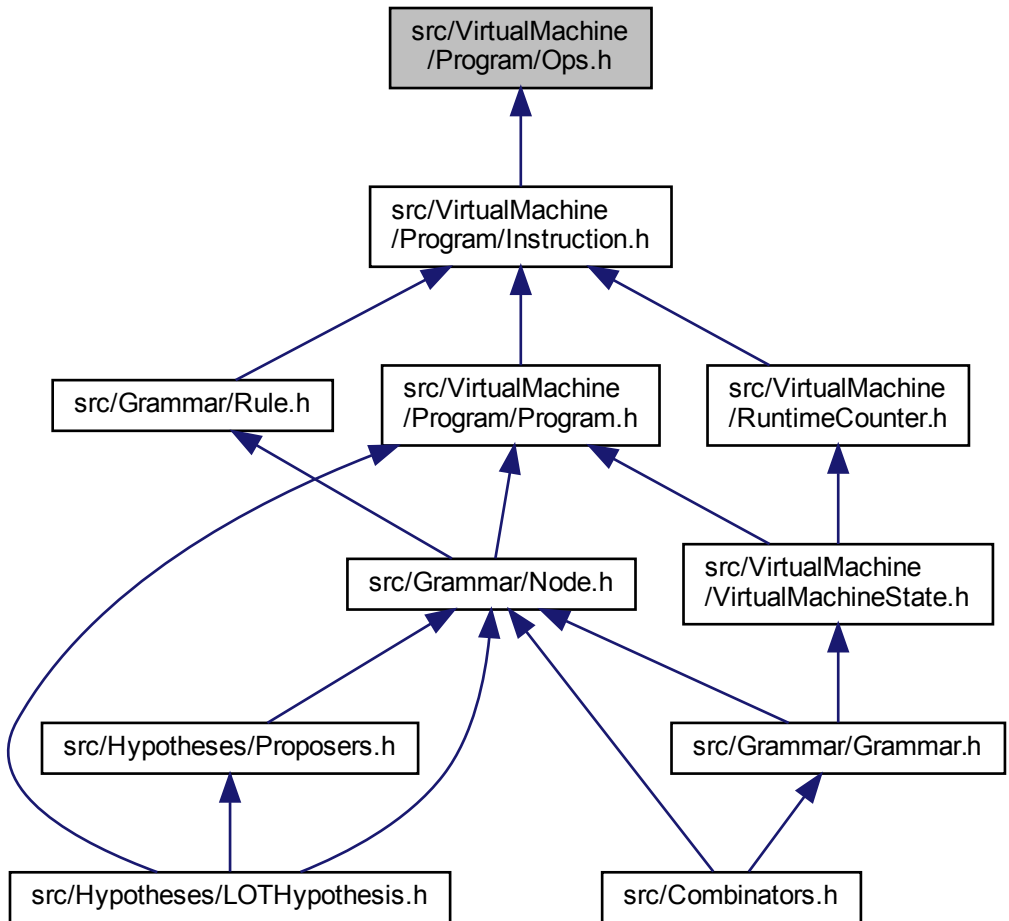 src/VirtualMachine
/Program/Ops.h
src/VirtualMachine
/Program/Instruction.h
src/Grammar/Rule.h
src/VirtualMachine
/Program/Program.h
src/VirtualMachine
/RuntimeCounter.h
src/Grammar/Node.h
src/VirtualMachine
/VirtualMachineState.h
src/Hypotheses/Proposers.h
src/Grammar/Grammar.h
src/Hypotheses/LOTHypothesis.h
src/Combinators.h